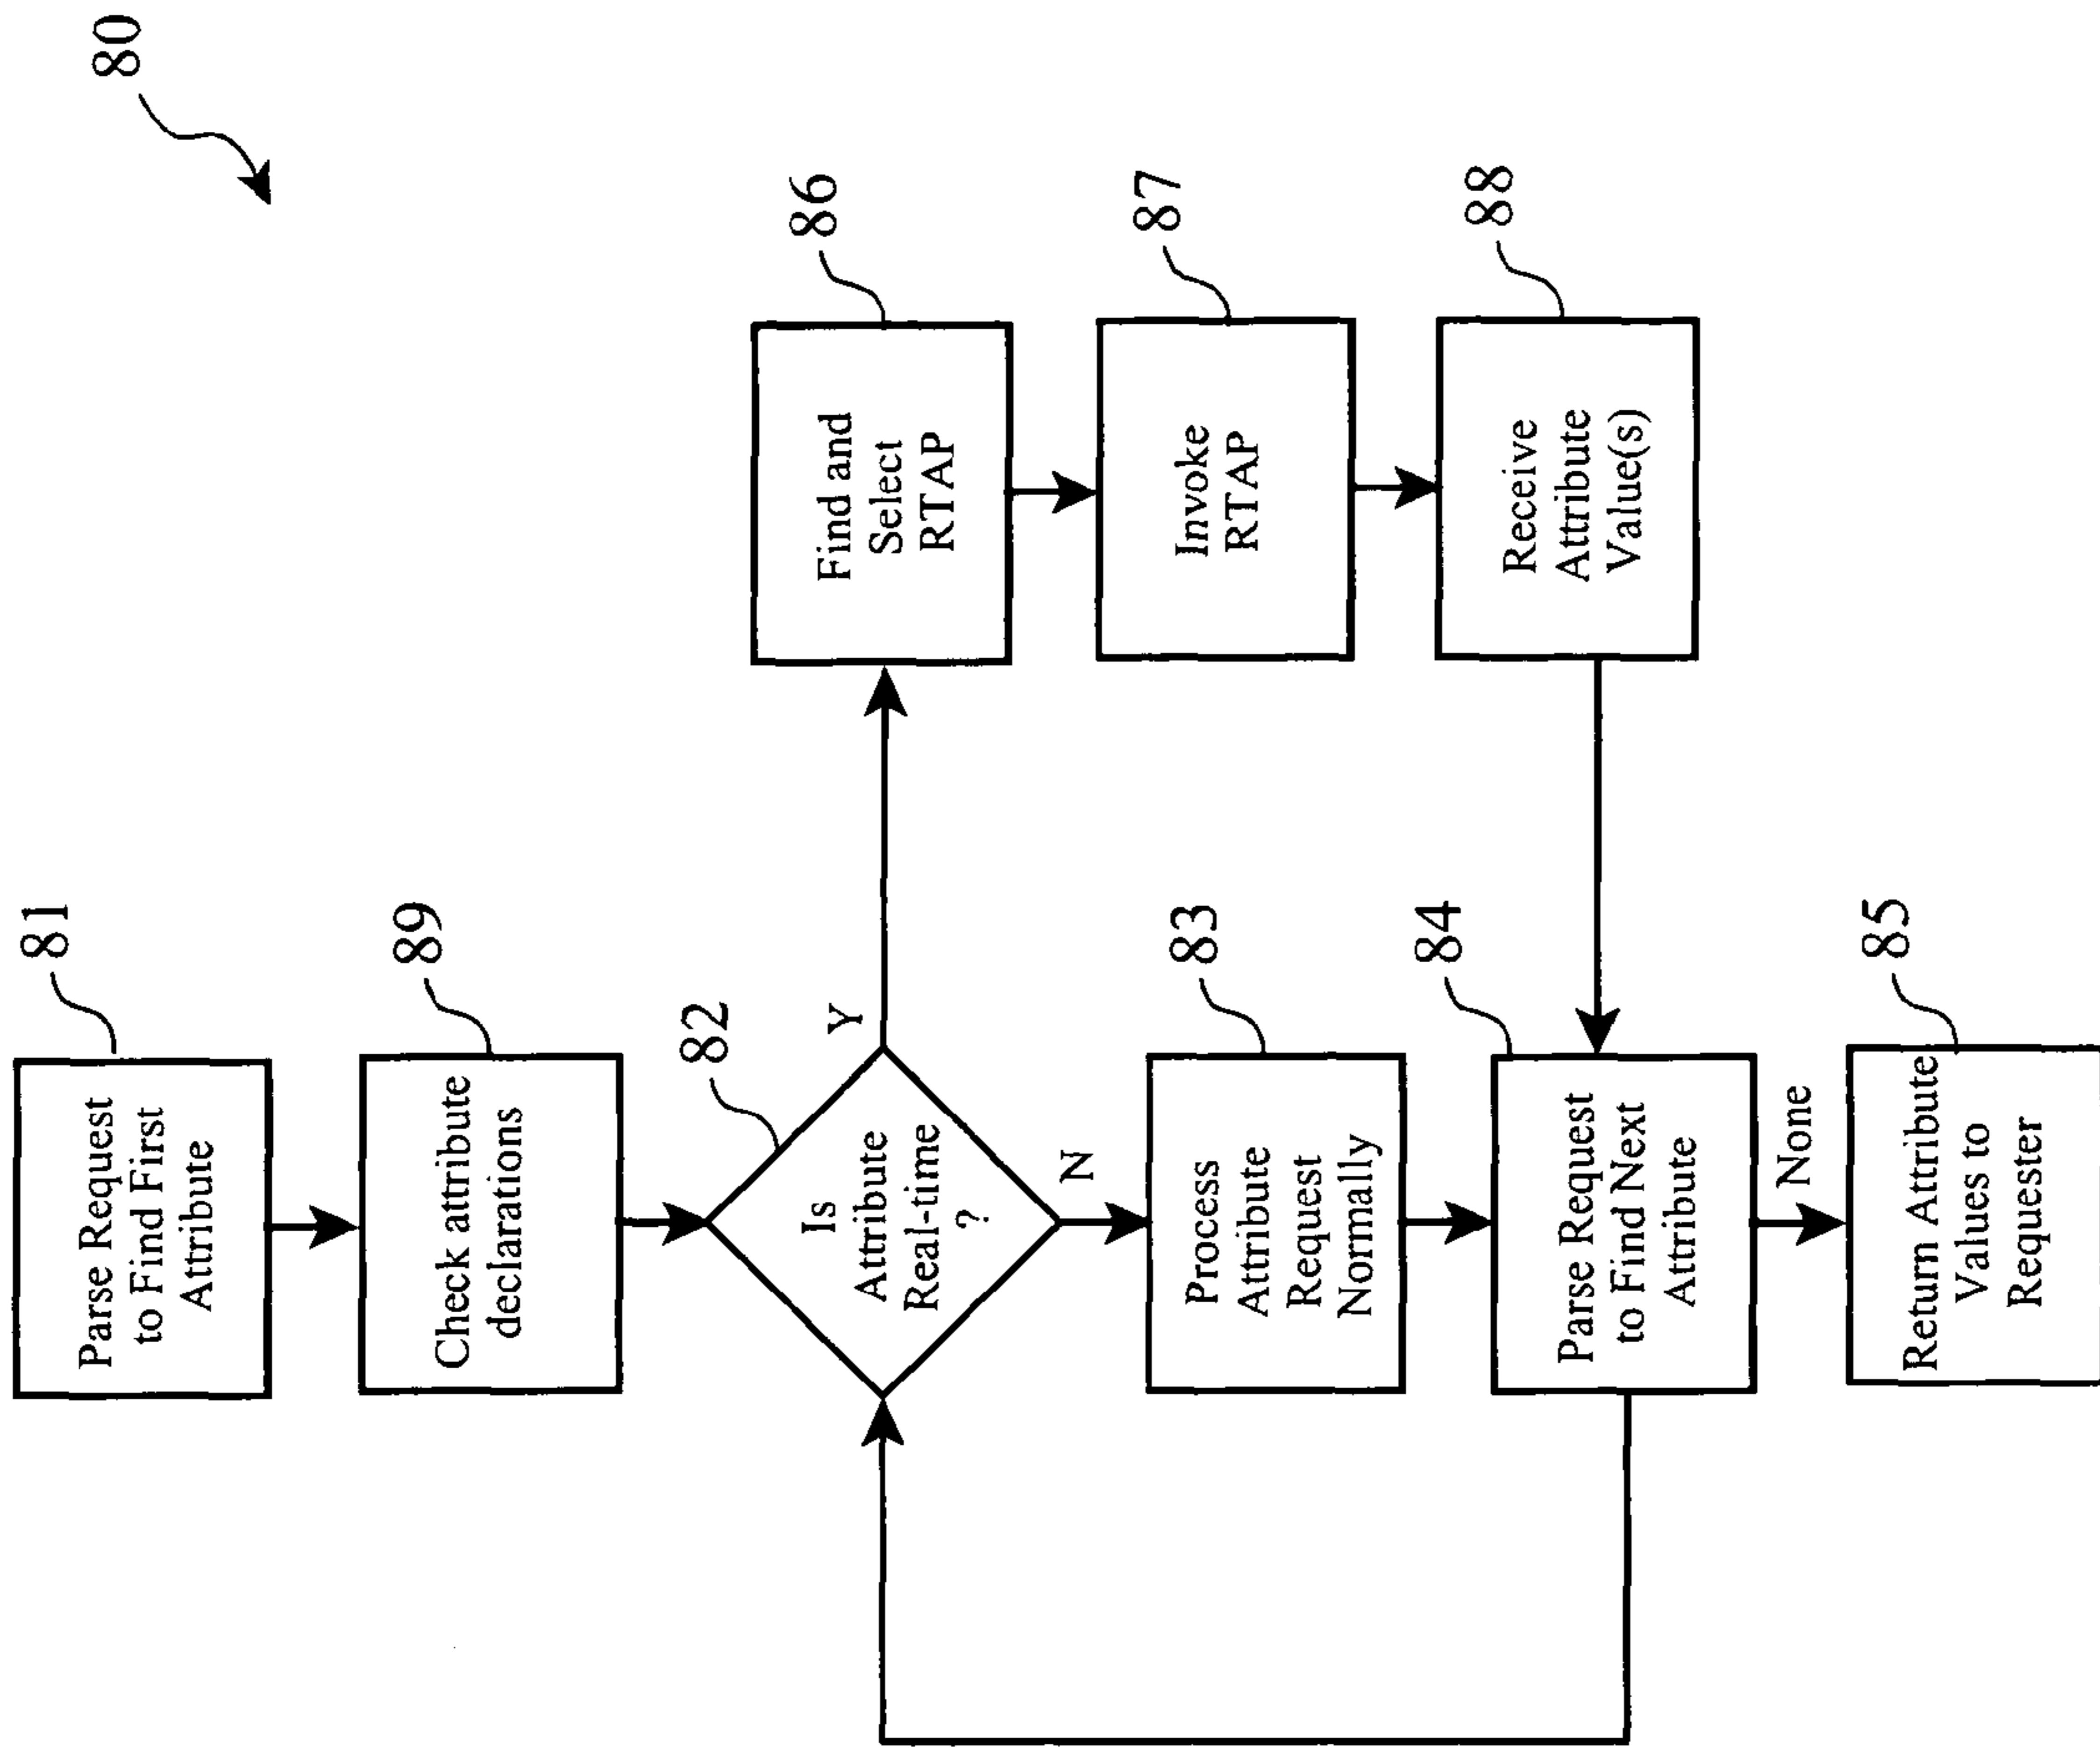 80
81
Parse Request
to Find First
Attribute
89
Check attribute
declarations
82
Is
Attribute
Real-time
?
Y
N
86
Find and
Select
RTAP
87
Invoke
RTAP
88
Receive
Attribute
Value(s)
83
Process
Attribute
Request
Normally
84
Parse Request
to Find Next
Attribute
None
85
Return Attribute
Values to
Requester